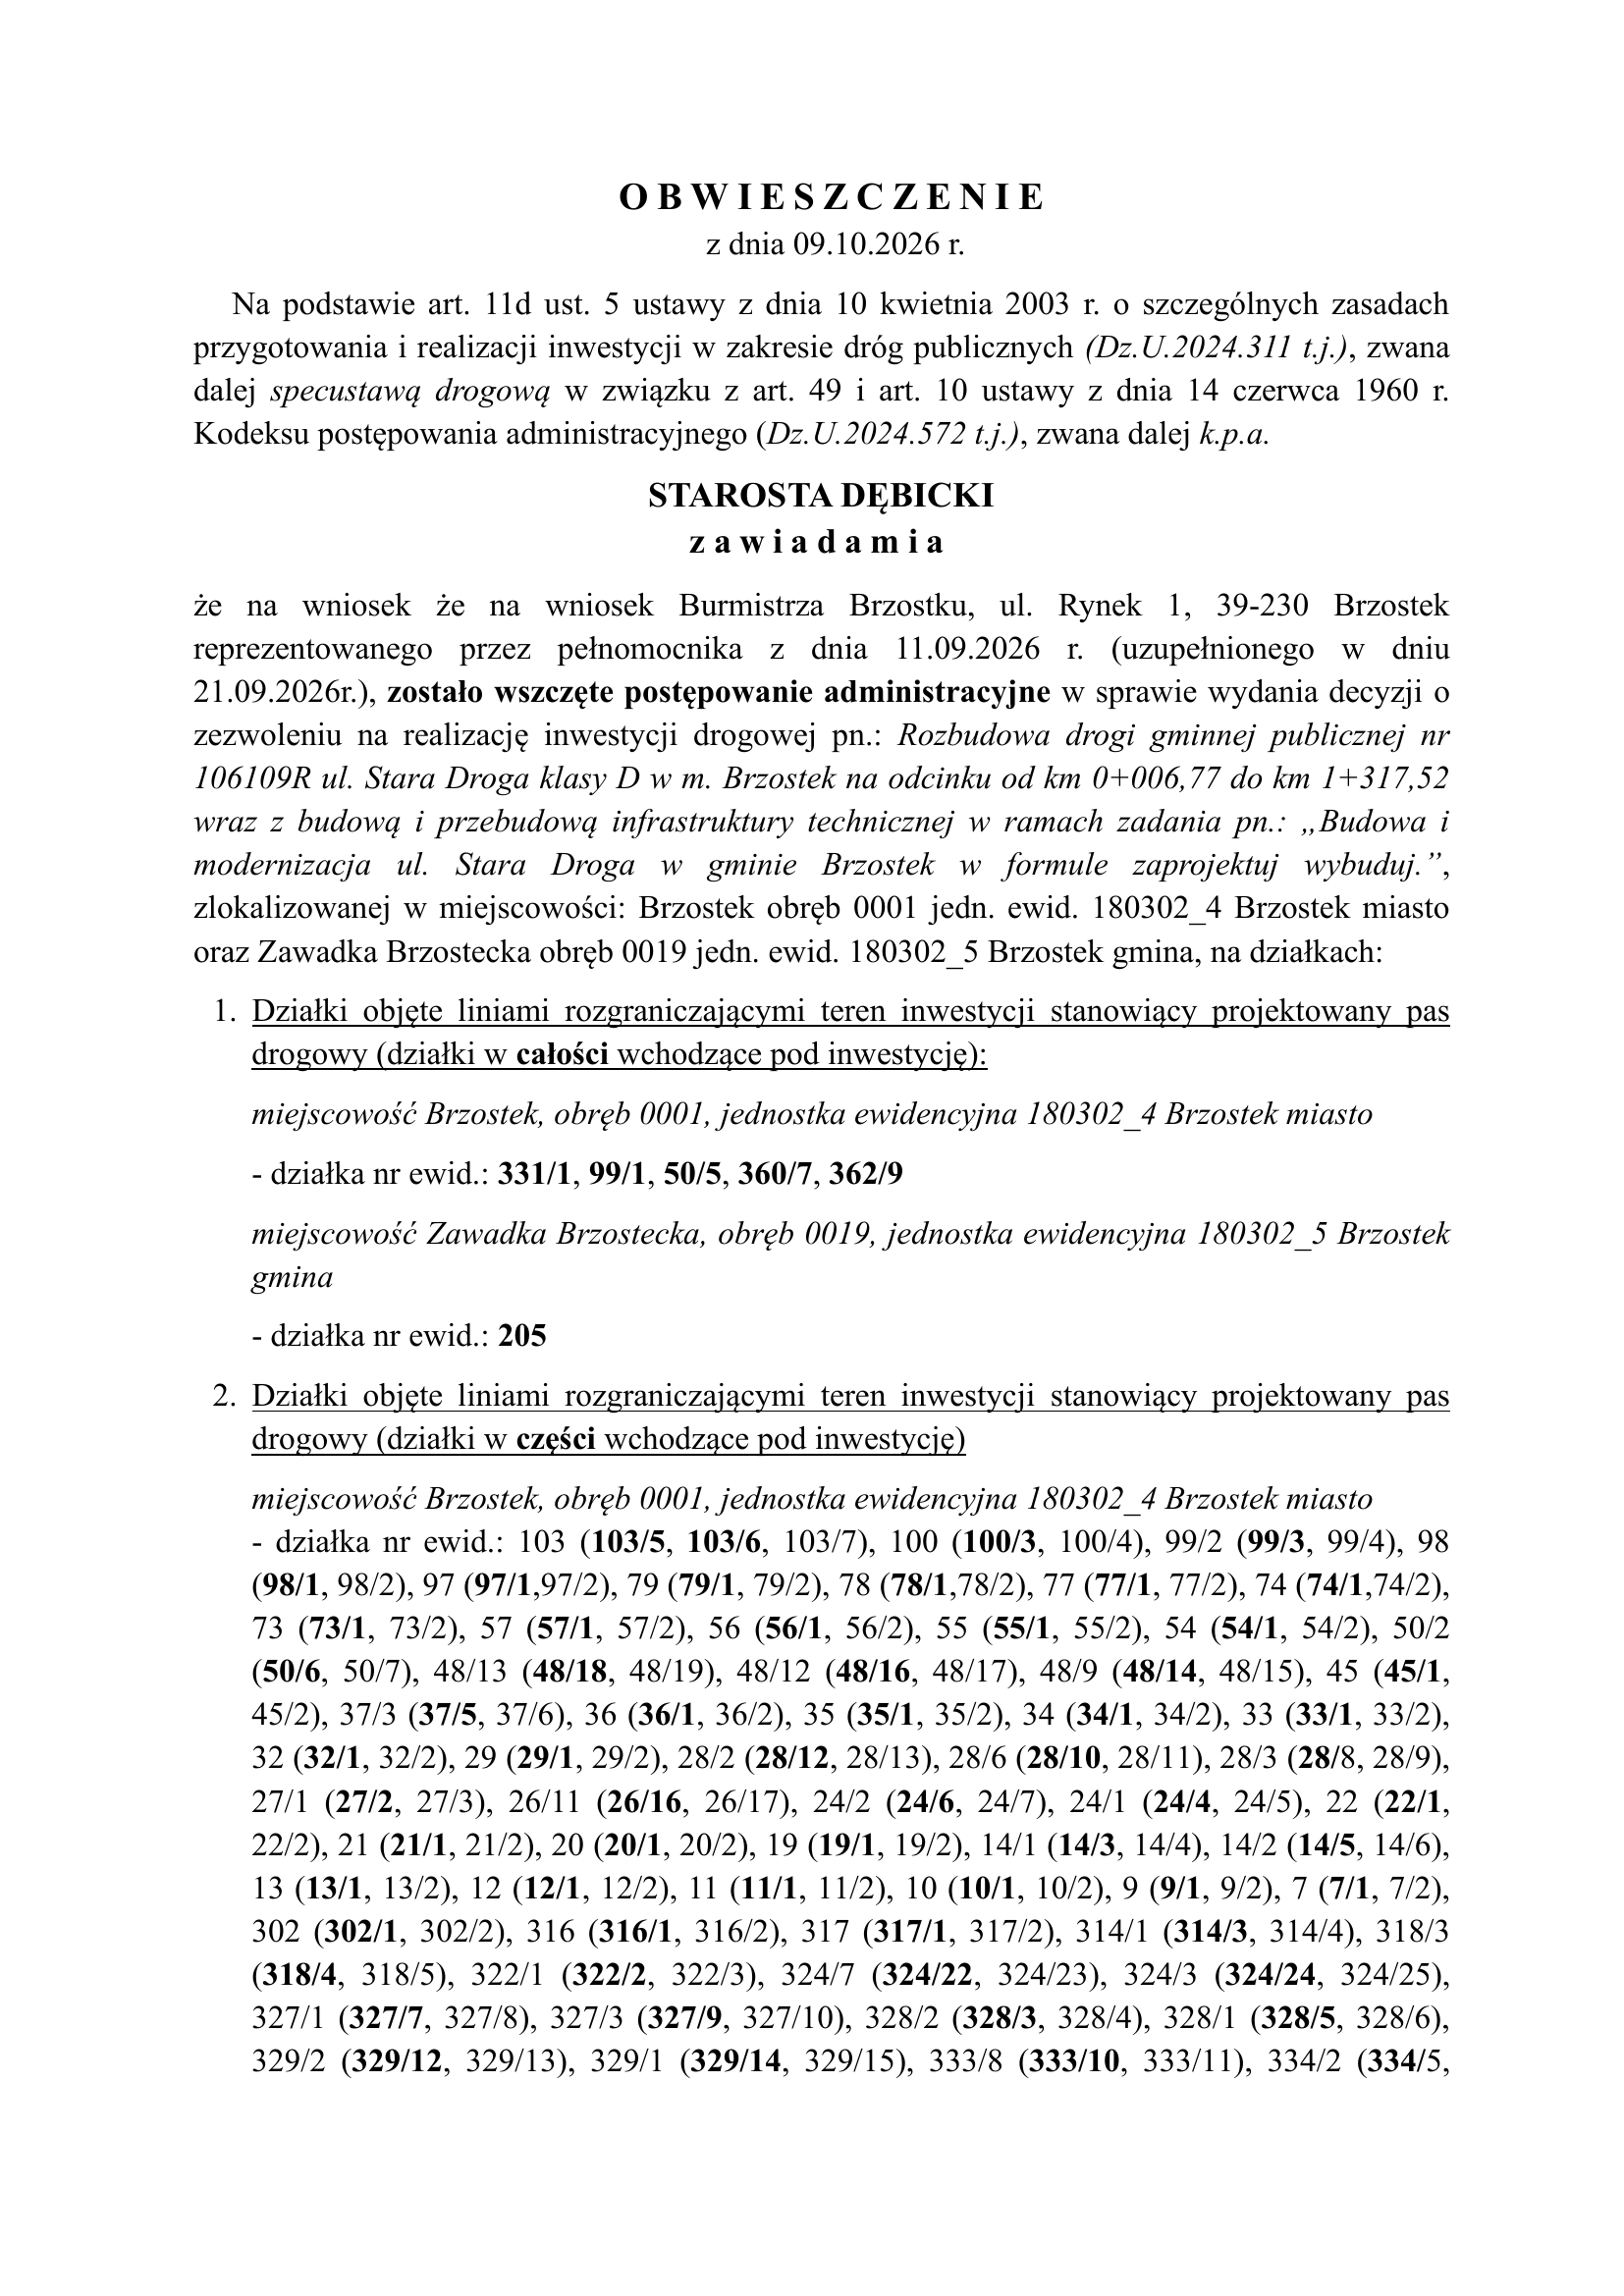 O B W I E S Z C Z E N I E
z dnia 09.10.2026 r.
Na podstawie art. 11d ust. 5 ustawy z dnia 10 kwietnia 2003 r. o szczególnych zasadach
przygotowania i realizacji inwestycji w zakresie dróg publicznych (Dz.U.2024.311 t.j.), zwana
dalej specustawą drogową w związku z art. 49 i art. 10 ustawy z dnia 14 czerwca 1960 r.
Kodeksu postępowania administracyjnego (Dz.U.2024.572 t.j.), zwana dalej k.p.a.
STAROSTA DĘBICKI
z a w i a d a m i a
że na wniosek że na wniosek Burmistrza Brzostku, ul. Rynek 1, 39-230 Brzostek
reprezentowanego przez pełnomocnika z dnia 11.09.2026 r. (uzupełnionego w dniu
21.09.2026r.), zostało wszczęte postępowanie administracyjne w sprawie wydania decyzji o
zezwoleniu na realizację inwestycji drogowej pn.: Rozbudowa drogi gminnej publicznej nr
106109R ul. Stara Droga klasy D w m. Brzostek na odcinku od km 0+006,77 do km 1+317,52
wraz z budową i przebudową infrastruktury technicznej w ramach zadania pn.: „Budowa i
modernizacja ul. Stara Droga w gminie Brzostek w formule zaprojektuj wybuduj.”,
zlokalizowanej w miejscowości: Brzostek obręb 0001 jedn. ewid. 180302_4 Brzostek miasto
oraz Zawadka Brzostecka obręb 0019 jedn. ewid. 180302_5 Brzostek gmina, na działkach:
1. Działki objęte liniami rozgraniczającymi teren inwestycji stanowiący projektowany pas
drogowy (działki w całości wchodzące pod inwestycję):
miejscowość Brzostek, obręb 0001, jednostka ewidencyjna 180302_4 Brzostek miasto
- działka nr ewid.: 331/1, 99/1, 50/5, 360/7, 362/9
miejscowość Zawadka Brzostecka, obręb 0019, jednostka ewidencyjna 180302_5 Brzostek
gmina
- działka nr ewid.: 205
2. Działki objęte liniami rozgraniczającymi teren inwestycji stanowiący projektowany pas
drogowy (działki w części wchodzące pod inwestycję)
miejscowość Brzostek, obręb 0001, jednostka ewidencyjna 180302_4 Brzostek miasto
- działka nr ewid.: 103 (103/5, 103/6, 103/7), 100 (100/3, 100/4), 99/2 (99/3, 99/4), 98
(98/1, 98/2), 97 (97/1,97/2), 79 (79/1, 79/2), 78 (78/1,78/2), 77 (77/1, 77/2), 74 (74/1,74/2),
73 (73/1, 73/2), 57 (57/1, 57/2), 56 (56/1, 56/2), 55 (55/1, 55/2), 54 (54/1, 54/2), 50/2
(50/6, 50/7), 48/13 (48/18, 48/19), 48/12 (48/16, 48/17), 48/9 (48/14, 48/15), 45 (45/1,
45/2), 37/3 (37/5, 37/6), 36 (36/1, 36/2), 35 (35/1, 35/2), 34 (34/1, 34/2), 33 (33/1, 33/2),
32 (32/1, 32/2), 29 (29/1, 29/2), 28/2 (28/12, 28/13), 28/6 (28/10, 28/11), 28/3 (28/8, 28/9),
27/1 (27/2, 27/3), 26/11 (26/16, 26/17), 24/2 (24/6, 24/7), 24/1 (24/4, 24/5), 22 (22/1,
22/2), 21 (21/1, 21/2), 20 (20/1, 20/2), 19 (19/1, 19/2), 14/1 (14/3, 14/4), 14/2 (14/5, 14/6),
13 (13/1, 13/2), 12 (12/1, 12/2), 11 (11/1, 11/2), 10 (10/1, 10/2), 9 (9/1, 9/2), 7 (7/1, 7/2),
302 (302/1, 302/2), 316 (316/1, 316/2), 317 (317/1, 317/2), 314/1 (314/3, 314/4), 318/3
(318/4, 318/5), 322/1 (322/2, 322/3), 324/7 (324/22, 324/23), 324/3 (324/24, 324/25),
327/1 (327/7, 327/8), 327/3 (327/9, 327/10), 328/2 (328/3, 328/4), 328/1 (328/5, 328/6),
329/2 (329/12, 329/13), 329/1 (329/14, 329/15), 333/8 (333/10, 333/11), 334/2 (334/5,